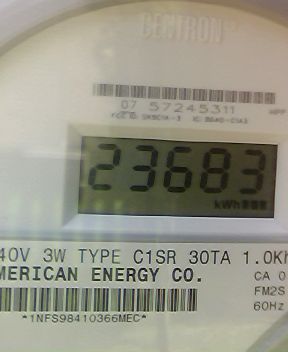 CENTRON
07 57245311
23683
kWh
40V 3W TYPE C1SR 30TA 1.0Kh
MERICAN ENERGY CO.
CA 0
FM2S
60Hz
*1NFS98410366MEC*